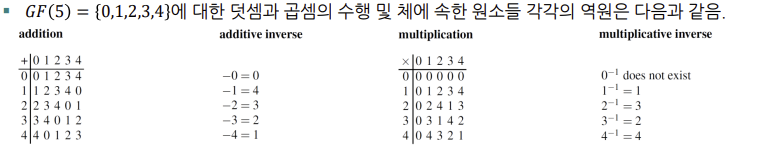 ▪ GF(5) = {0,1,2,3,4}에 대한 덧셈과 곱셈의 수행 및 체에 속한 원소들 각각의 역원은 다음과 같음.
addition additive inverse multiplication multiplicative inverse
+ 0 1 2 3 4 × 0 1 2 3 4
0 0 1 2 3 4 −0 = 0 0 0 0 0 0 0 0⁻¹ does not exist
1 1 2 3 4 0 −1 = 4 1 0 1 2 3 4 1⁻¹ = 1
2 2 3 4 0 1 −2 = 3 2 0 2 4 1 3 2⁻¹ = 3
3 3 4 0 1 2 −3 = 2 3 0 3 1 4 2 3⁻¹ = 2
4 4 0 1 2 3 −4 = 1 4 0 4 3 2 1 4⁻¹ = 4